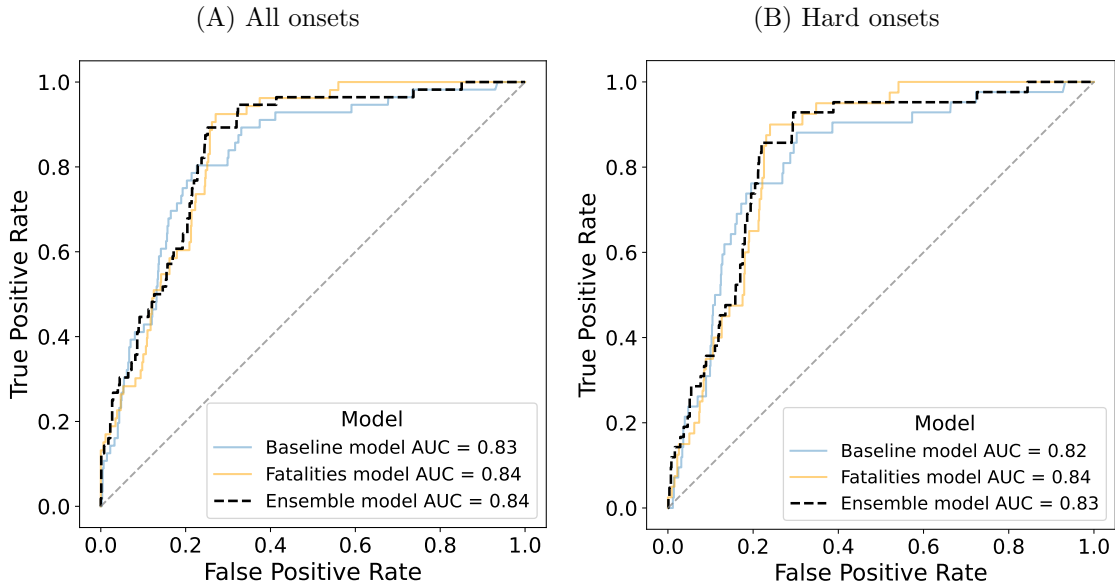 (A) All onsets
1.0
0.8
0.6
0.4
0.2
0.0
True Positive Rate
Model
Baseline model AUC = 0.83
Fatalities model AUC = 0.84
Ensemble model AUC = 0.84
0.0 0.2 0.4 0.6 0.8 1.0
False Positive Rate
(B) Hard onsets
1.0
0.8
0.6
0.4
0.2
0.0
True Positive Rate
Model
Baseline model AUC = 0.82
Fatalities model AUC = 0.84
Ensemble model AUC = 0.83
0.0 0.2 0.4 0.6 0.8 1.0
False Positive Rate